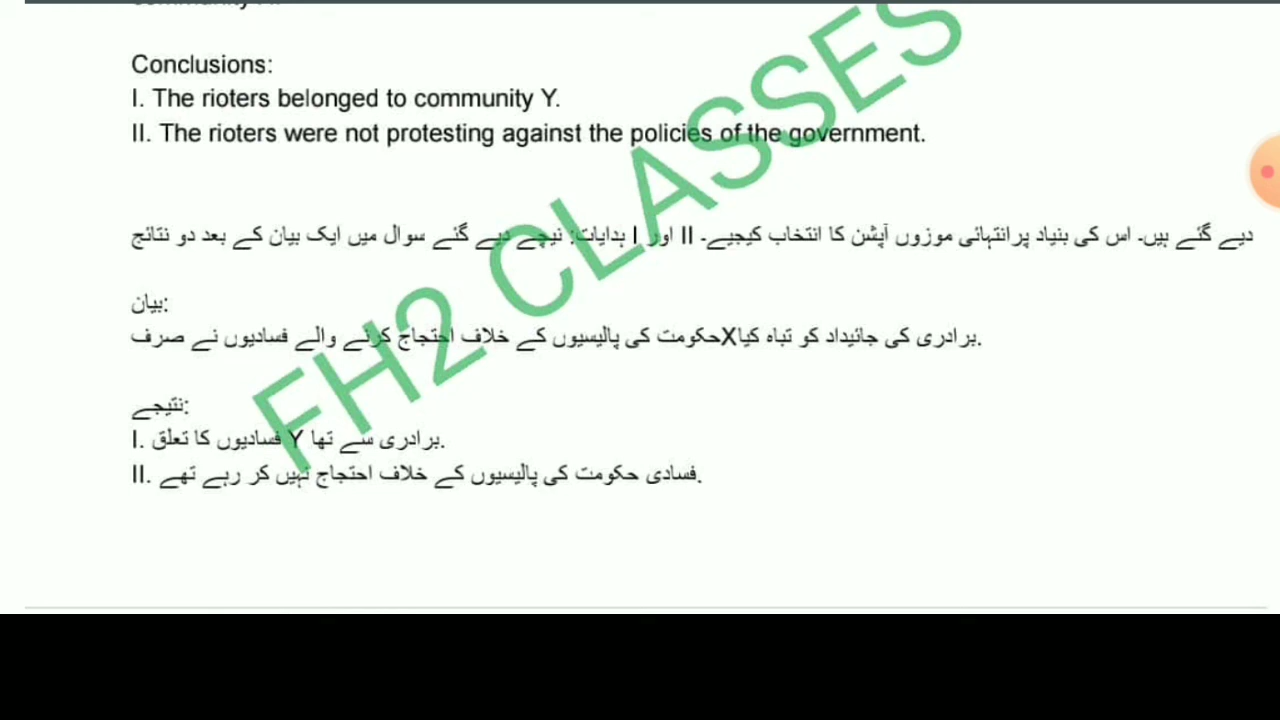 Conclusions:
I. The rioters belonged to community Y.
II. The rioters were not protesting against the policies of the government.
ہدایات: نیچے دیے گئے سوال میں ایک بیان کے بعد دو نتائج I اور II دیے گئے ہیں۔ اس کی بنیاد پرانتہائی موزوں آپشن کا انتخاب کیجیے۔
بیان:
حکومت کی پالیسیوں کے خلاف احتجاج کرنے والے فسادیوں نے صرفXبرادری کی جائیداد کو تباہ کیا.
نتیجے:
I. فسادیوں کا تعلق Y برادری سے تھا.
II. فسادی حکومت کی پالیسیوں کے خلاف احتجاج نہیں کر رہے تھے.
FH2 CLASSES